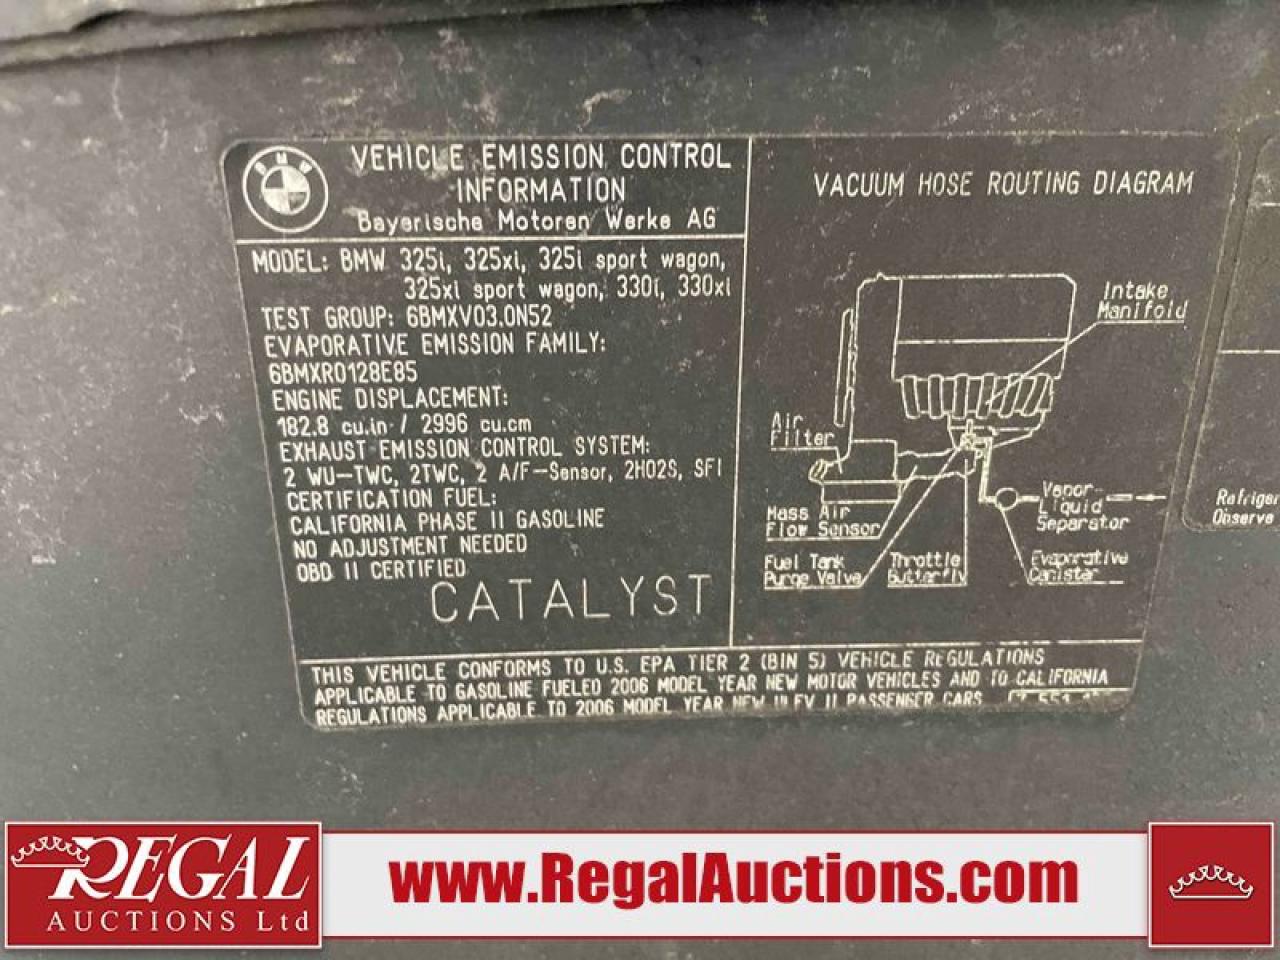 BMW
VEHICLE EMISSION CONTROL
INFORMATION
Bayerische Motoren Werke AG
MODEL: BMW 325i, 325xi, 325i sport wagon,
325xi sport wagon, 330i, 330xi
TEST GROUP: 6BMXV03.0N52
EVAPORATIVE EMISSION FAMILY:
6BMXR0128E85
ENGINE DISPLACEMENT:
182.8 cu.in / 2996 cu.cm
EXHAUST EMISSION CONTROL SYSTEM:
2 WU-TWC, 2TWC, 2 A/F-Sensor, 2HO2S, SFI
CERTIFICATION FUEL:
CALIFORNIA PHASE II GASOLINE
NO ADJUSTMENT NEEDED
OBD II CERTIFIED
CATALYST
VACUUM HOSE ROUTING DIAGRAM
Intake
Manifold
Air
Filter
Mass Air
Flow Sensor
Fuel Tank
Purge Valve
Throttle
Butterfly
Vapor-
Liquid
Separator
Evaporative
Canister
THIS VEHICLE CONFORMS TO U.S. EPA TIER 2 (BIN 5) VEHICLE REGULATIONS
APPLICABLE TO GASOLINE FUELED 2006 MODEL YEAR NEW MOTOR VEHICLES AND TO CALIFORNIA
REGULATIONS APPLICABLE TO 2006 MODEL YEAR NEW ULEV II PASSENGER CARS
Observe
REGAL
AUCTIONS Ltd
www.RegalAuctions.com